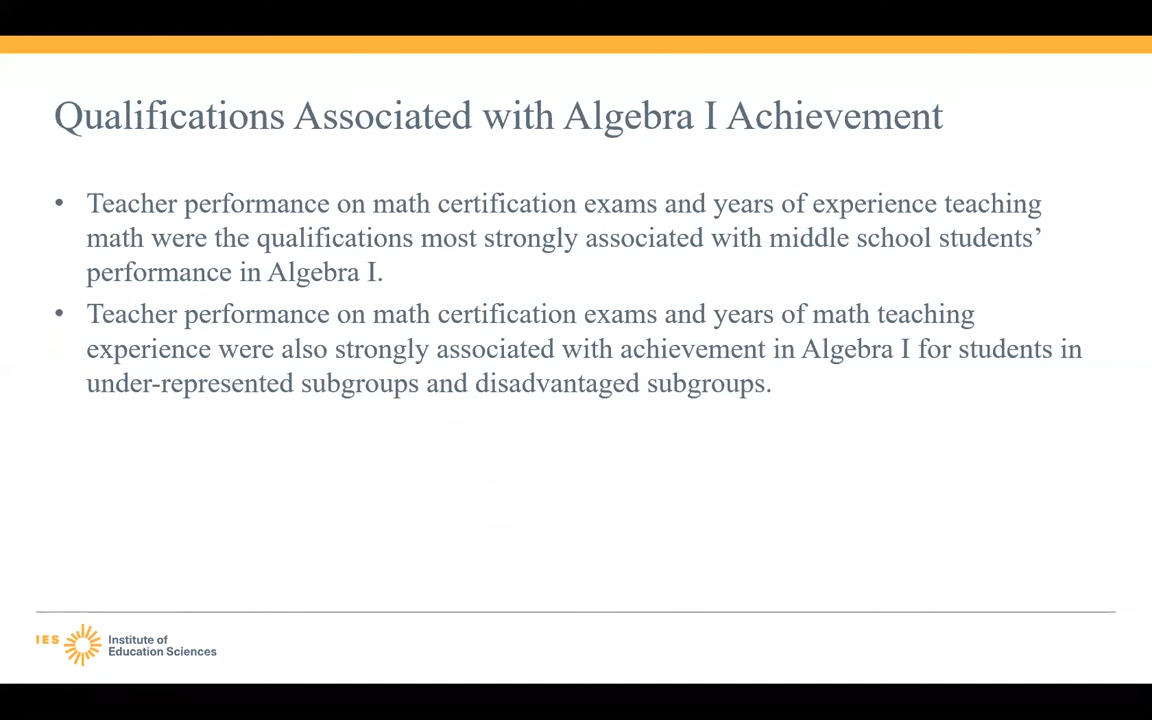 Qualifications Associated with Algebra I Achievement
• Teacher performance on math certification exams and years of experience teaching
math were the qualifications most strongly associated with middle school students’
performance in Algebra I.
• Teacher performance on math certification exams and years of math teaching
experience were also strongly associated with achievement in Algebra I for students in
under-represented subgroups and disadvantaged subgroups.
IES
Institute of
Education Sciences